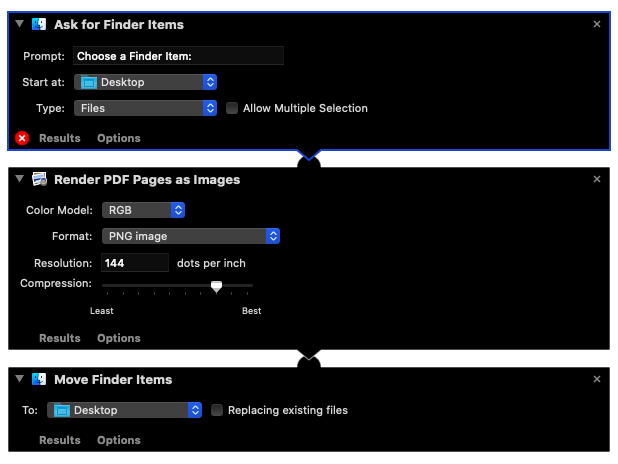 Ask for Finder Items
Prompt: Choose a Finder Item:
Start at: Desktop
Type: Files Allow Multiple Selection
Results Options
Render PDF Pages as Images
Color Model: RGB
Format: PNG image
Resolution: 144 dots per inch
Compression:
Least Best
Results Options
Move Finder Items
To: Desktop Replacing existing files
Results Options